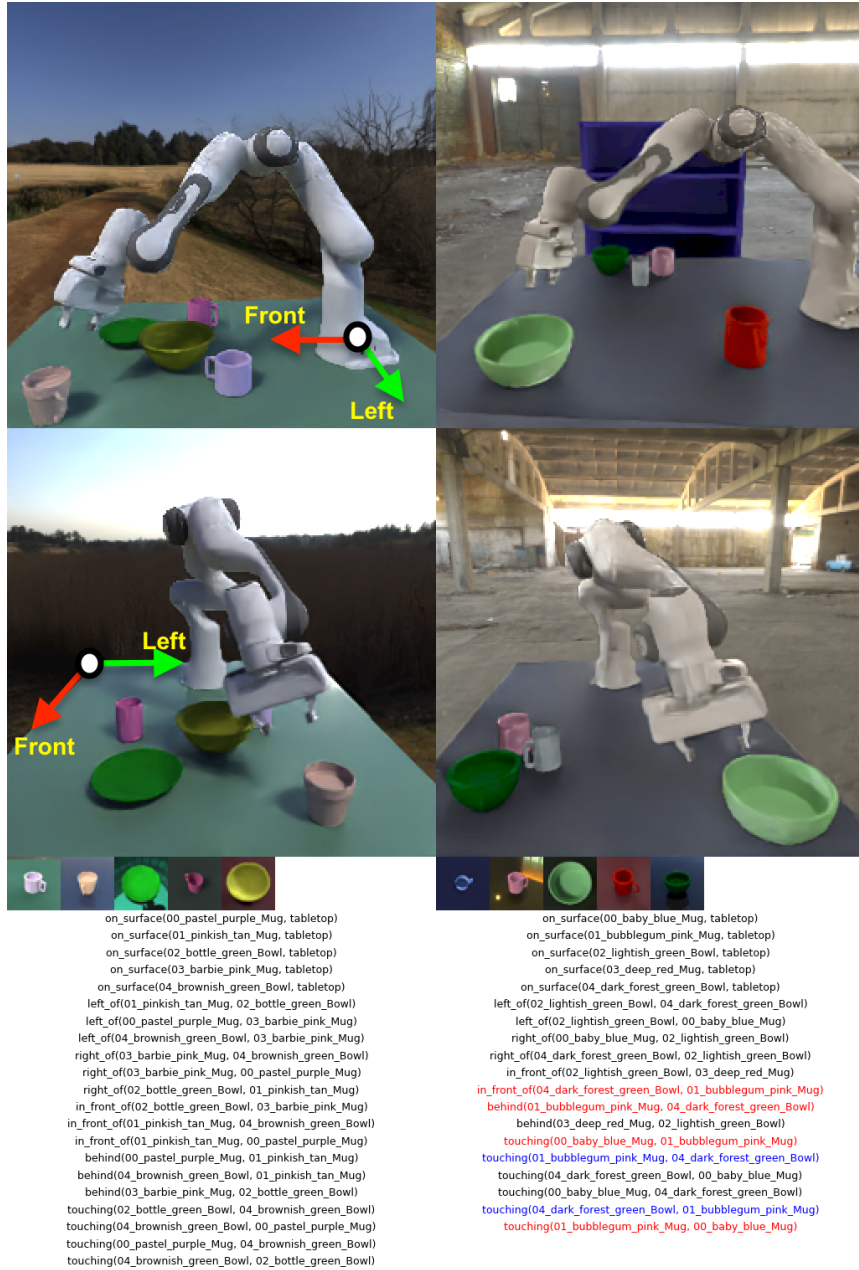 Front
Left
Left
Front
on_surface(00_pastel_purple_Mug, tabletop)
on_surface(01_pinkish_tan_Mug, tabletop)
on_surface(02_bottle_green_Bowl, tabletop)
on_surface(03_barbie_pink_Mug, tabletop)
on_surface(04_brownish_green_Bowl, tabletop)
left_of(01_pinkish_tan_Mug, 02_bottle_green_Bowl)
left_of(00_pastel_purple_Mug, 03_barbie_pink_Mug)
left_of(04_brownish_green_Bowl, 03_barbie_pink_Mug)
right_of(03_barbie_pink_Mug, 04_brownish_green_Bowl)
right_of(03_barbie_pink_Mug, 00_pastel_purple_Mug)
right_of(02_bottle_green_Bowl, 01_pinkish_tan_Mug)
in_front_of(02_bottle_green_Bowl, 03_barbie_pink_Mug)
in_front_of(01_pinkish_tan_Mug, 04_brownish_green_Bowl)
in_front_of(01_pinkish_tan_Mug, 00_pastel_purple_Mug)
behind(00_pastel_purple_Mug, 01_pinkish_tan_Mug)
behind(04_brownish_green_Bowl, 01_pinkish_tan_Mug)
behind(03_barbie_pink_Mug, 02_bottle_green_Bowl)
touching(02_bottle_green_Bowl, 04_brownish_green_Bowl)
touching(04_brownish_green_Bowl, 00_pastel_purple_Mug)
touching(00_pastel_purple_Mug, 04_brownish_green_Bowl)
touching(04_brownish_green_Bowl, 02_bottle_green_Bowl)
on_surface(00_baby_blue_Mug, tabletop)
on_surface(01_bubblegum_pink_Mug, tabletop)
on_surface(02_lightish_green_Bowl, tabletop)
on_surface(03_deep_red_Mug, tabletop)
on_surface(04_dark_forest_green_Bowl, tabletop)
left_of(02_lightish_green_Bowl, 04_dark_forest_green_Bowl)
left_of(02_lightish_green_Bowl, 00_baby_blue_Mug)
right_of(00_baby_blue_Mug, 02_lightish_green_Bowl)
right_of(04_dark_forest_green_Bowl, 02_lightish_green_Bowl)
in_front_of(02_lightish_green_Bowl, 03_deep_red_Mug)
in_front_of(04_dark_forest_green_Bowl, 01_bubblegum_pink_Mug)
behind(01_bubblegum_pink_Mug, 04_dark_forest_green_Bowl)
behind(03_deep_red_Mug, 02_lightish_green_Bowl)
touching(00_baby_blue_Mug, 01_bubblegum_pink_Mug)
touching(01_bubblegum_pink_Mug, 04_dark_forest_green_Bowl)
touching(04_dark_forest_green_Bowl, 00_baby_blue_Mug)
touching(00_baby_blue_Mug, 04_dark_forest_green_Bowl)
touching(04_dark_forest_green_Bowl, 01_bubblegum_pink_Mug)
touching(01_bubblegum_pink_Mug, 00_baby_blue_Mug)